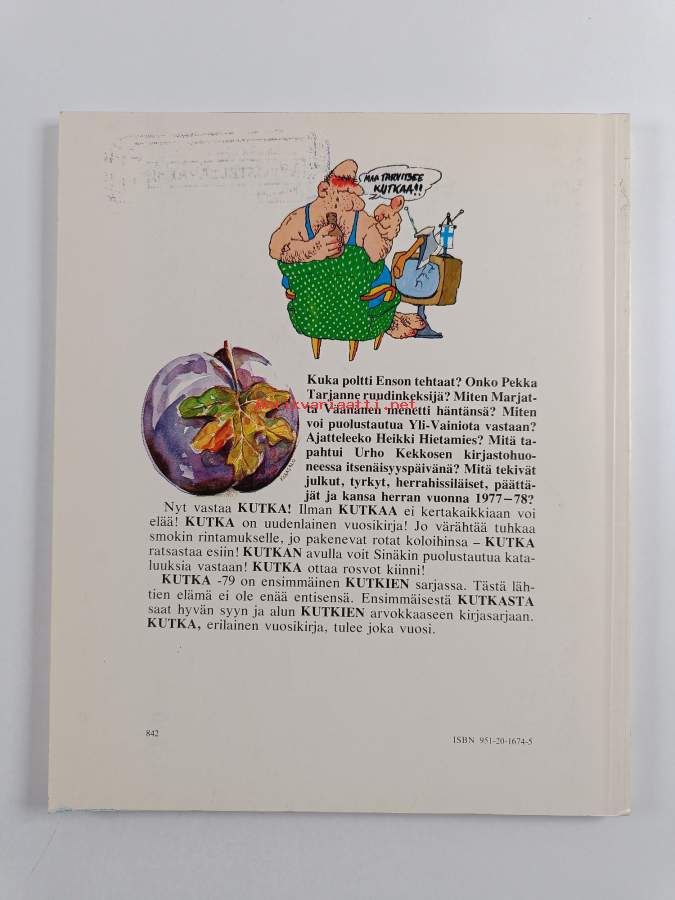 MAA TARVITSEE
KUTKAA!!
Kuka poltti Enson tehtaat? Onko Pekka
Tarjanne ruudinkeksijä? Miten Marjat-
ta Väänänen menetti häntänsä? Miten
voi puolustautua Yli-Vainiota vastaan?
Ajatteleeko Heikki Hietamies? Mitä ta-
pahtui Urho Kekkosen kirjastohuo-
neessa itsenäisyyspäivänä? Mitä tekivät
julkut, tyrkyt, herrahissiläiset, päättä-
jät ja kansa herran vuonna 1977–78?
Nyt vastaa KUTKA! Ilman KUTKAA ei kertakaikkiaan voi
elää! KUTKA on uudenlainen vuosikirja! Jo värähtää tuhkaa
smokin rintamukselle, jo pakenevat rotat koloihinsa – KUTKA
ratsastaa esiin! KUTKAN avulla voit Sinäkin puolustautua kata-
luuksia vastaan! KUTKA ottaa rosvot kiinni!
KUTKA -79 on ensimmäinen KUTKIEN sarjassa. Tästä läh-
tien elämä ei ole enää entisensä. Ensimmäisestä KUTKASTA
saat hyvän syyn ja alun KUTKIEN arvokkaaseen kirjasarjaan.
KUTKA, erilainen vuosikirja, tulee joka vuosi.
842
ISBN 951-20-1674-5
antikvariaatti.net